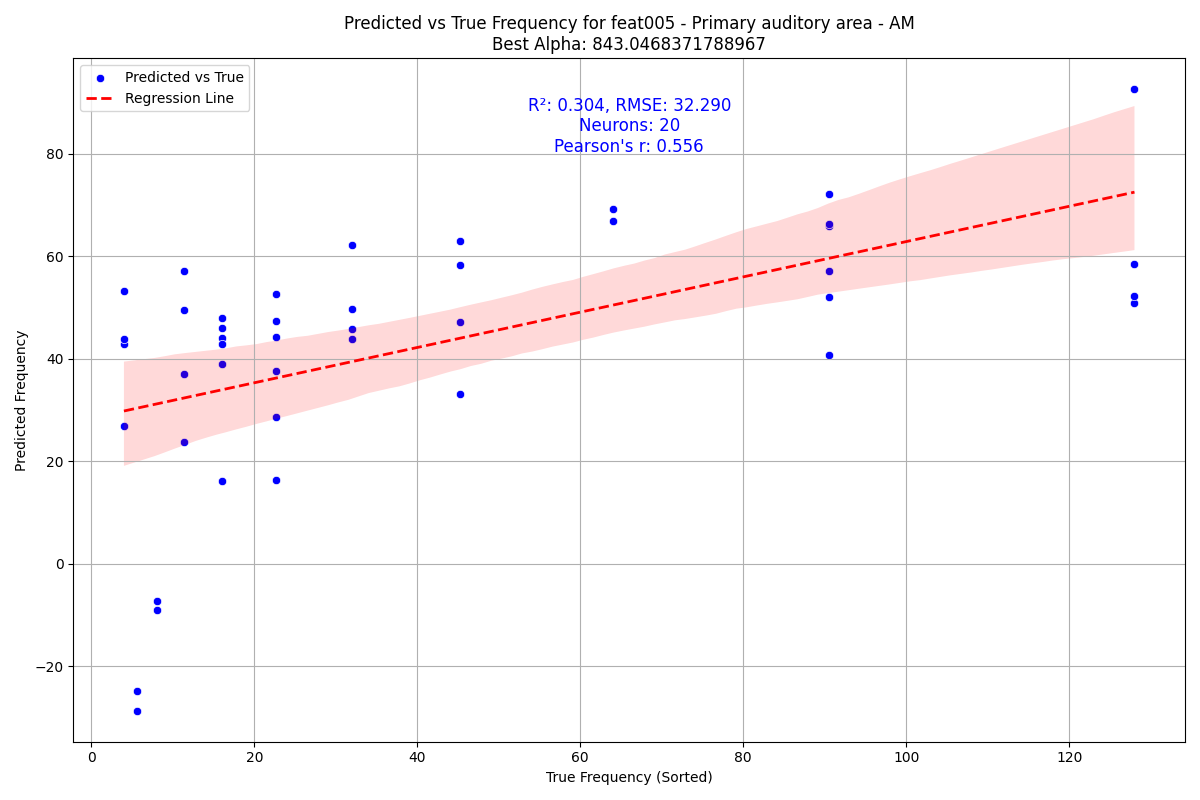 Predicted vs True Frequency for feat005 - Primary auditory area - AM
Best Alpha: 843.0468371788967
Predicted vs True
Regression Line
R²: 0.304, RMSE: 32.290
Neurons: 20
Pearson's r: 0.556
Predicted Frequency
80
60
40
20
0
−20
0 20 40 60 80 100 120
True Frequency (Sorted)